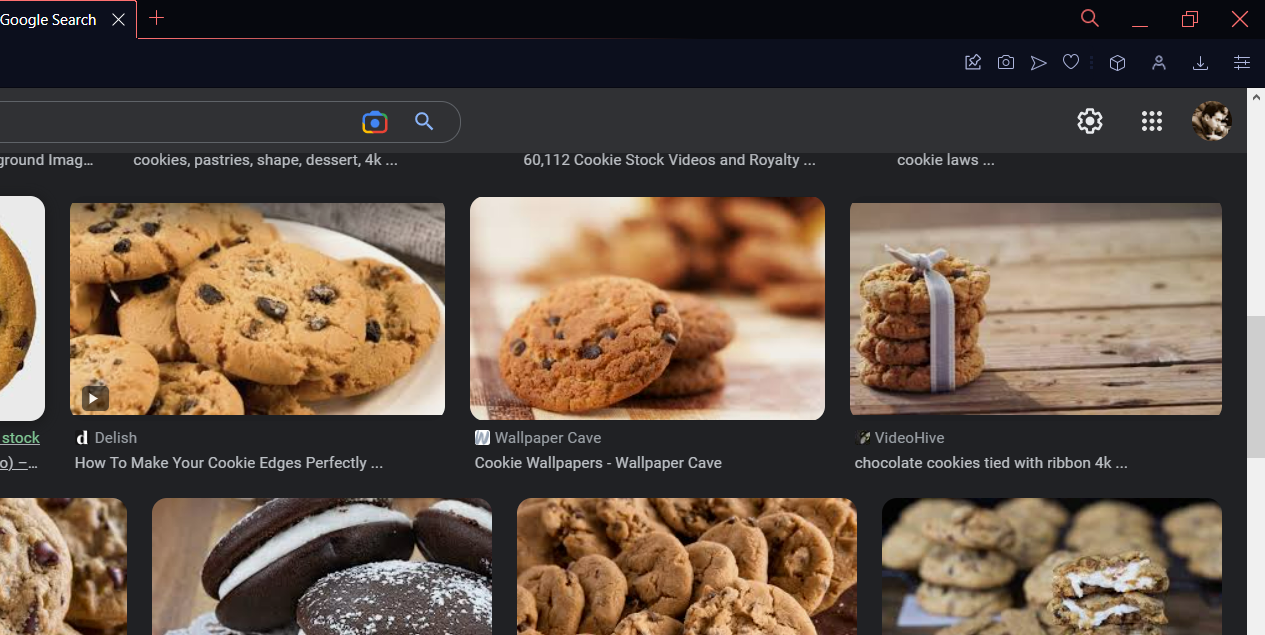 Google Search
ground Imag...
cookies, pastries, shape, dessert, 4k ...
60,112 Cookie Stock Videos and Royalty ...
cookie laws ...
stock
o) –...
d Delish
How To Make Your Cookie Edges Perfectly ...
Wallpaper Cave
Cookie Wallpapers - Wallpaper Cave
VideoHive
chocolate cookies tied with ribbon 4k ...